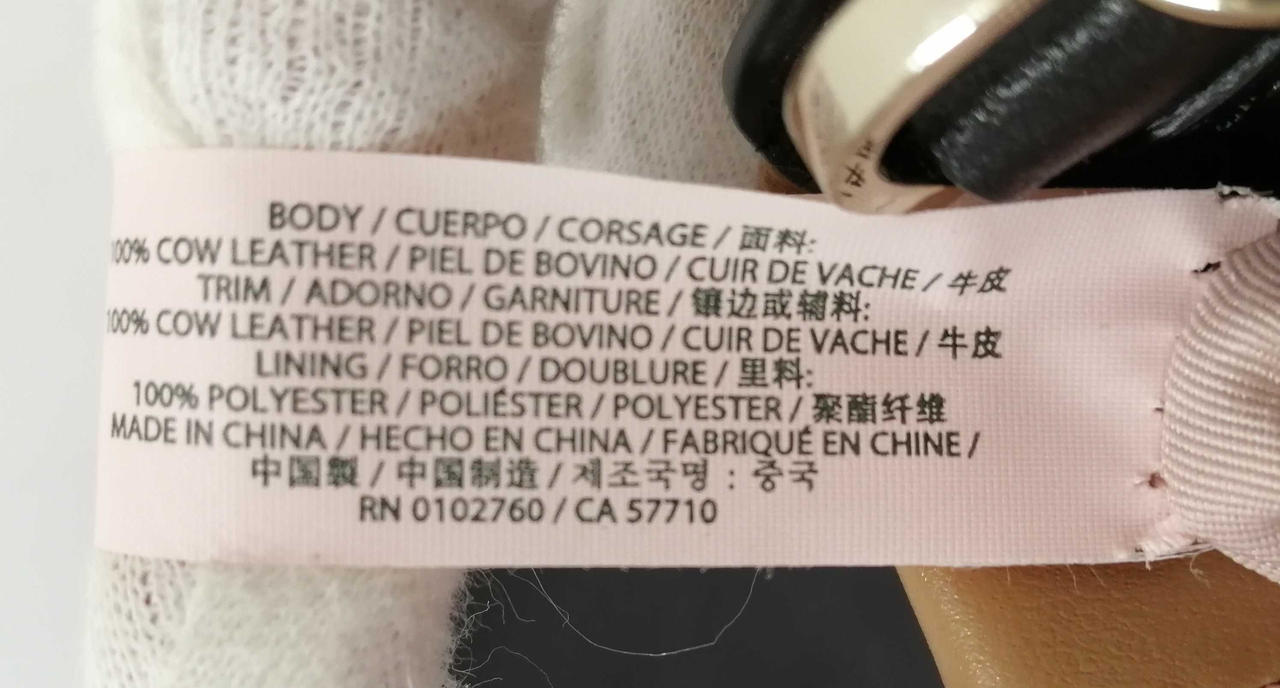 BODY / CUERPO / CORSAGE / 面料:
100% COW LEATHER / PIEL DE BOVINO / CUIR DE VACHE / 牛皮
TRIM / ADORNO / GARNITURE / 镶边或辅料:
100% COW LEATHER / PIEL DE BOVINO / CUIR DE VACHE / 牛皮
LINING / FORRO / DOUBLURE / 里料:
100% POLYESTER / POLIÉSTER / POLYESTER / 聚酯纤维
MADE IN CHINA / HECHO EN CHINA / FABRIQUÉ EN CHINE /
中国製 / 中国制造 / 제조국명 : 중국
RN 0102760 / CA 57710